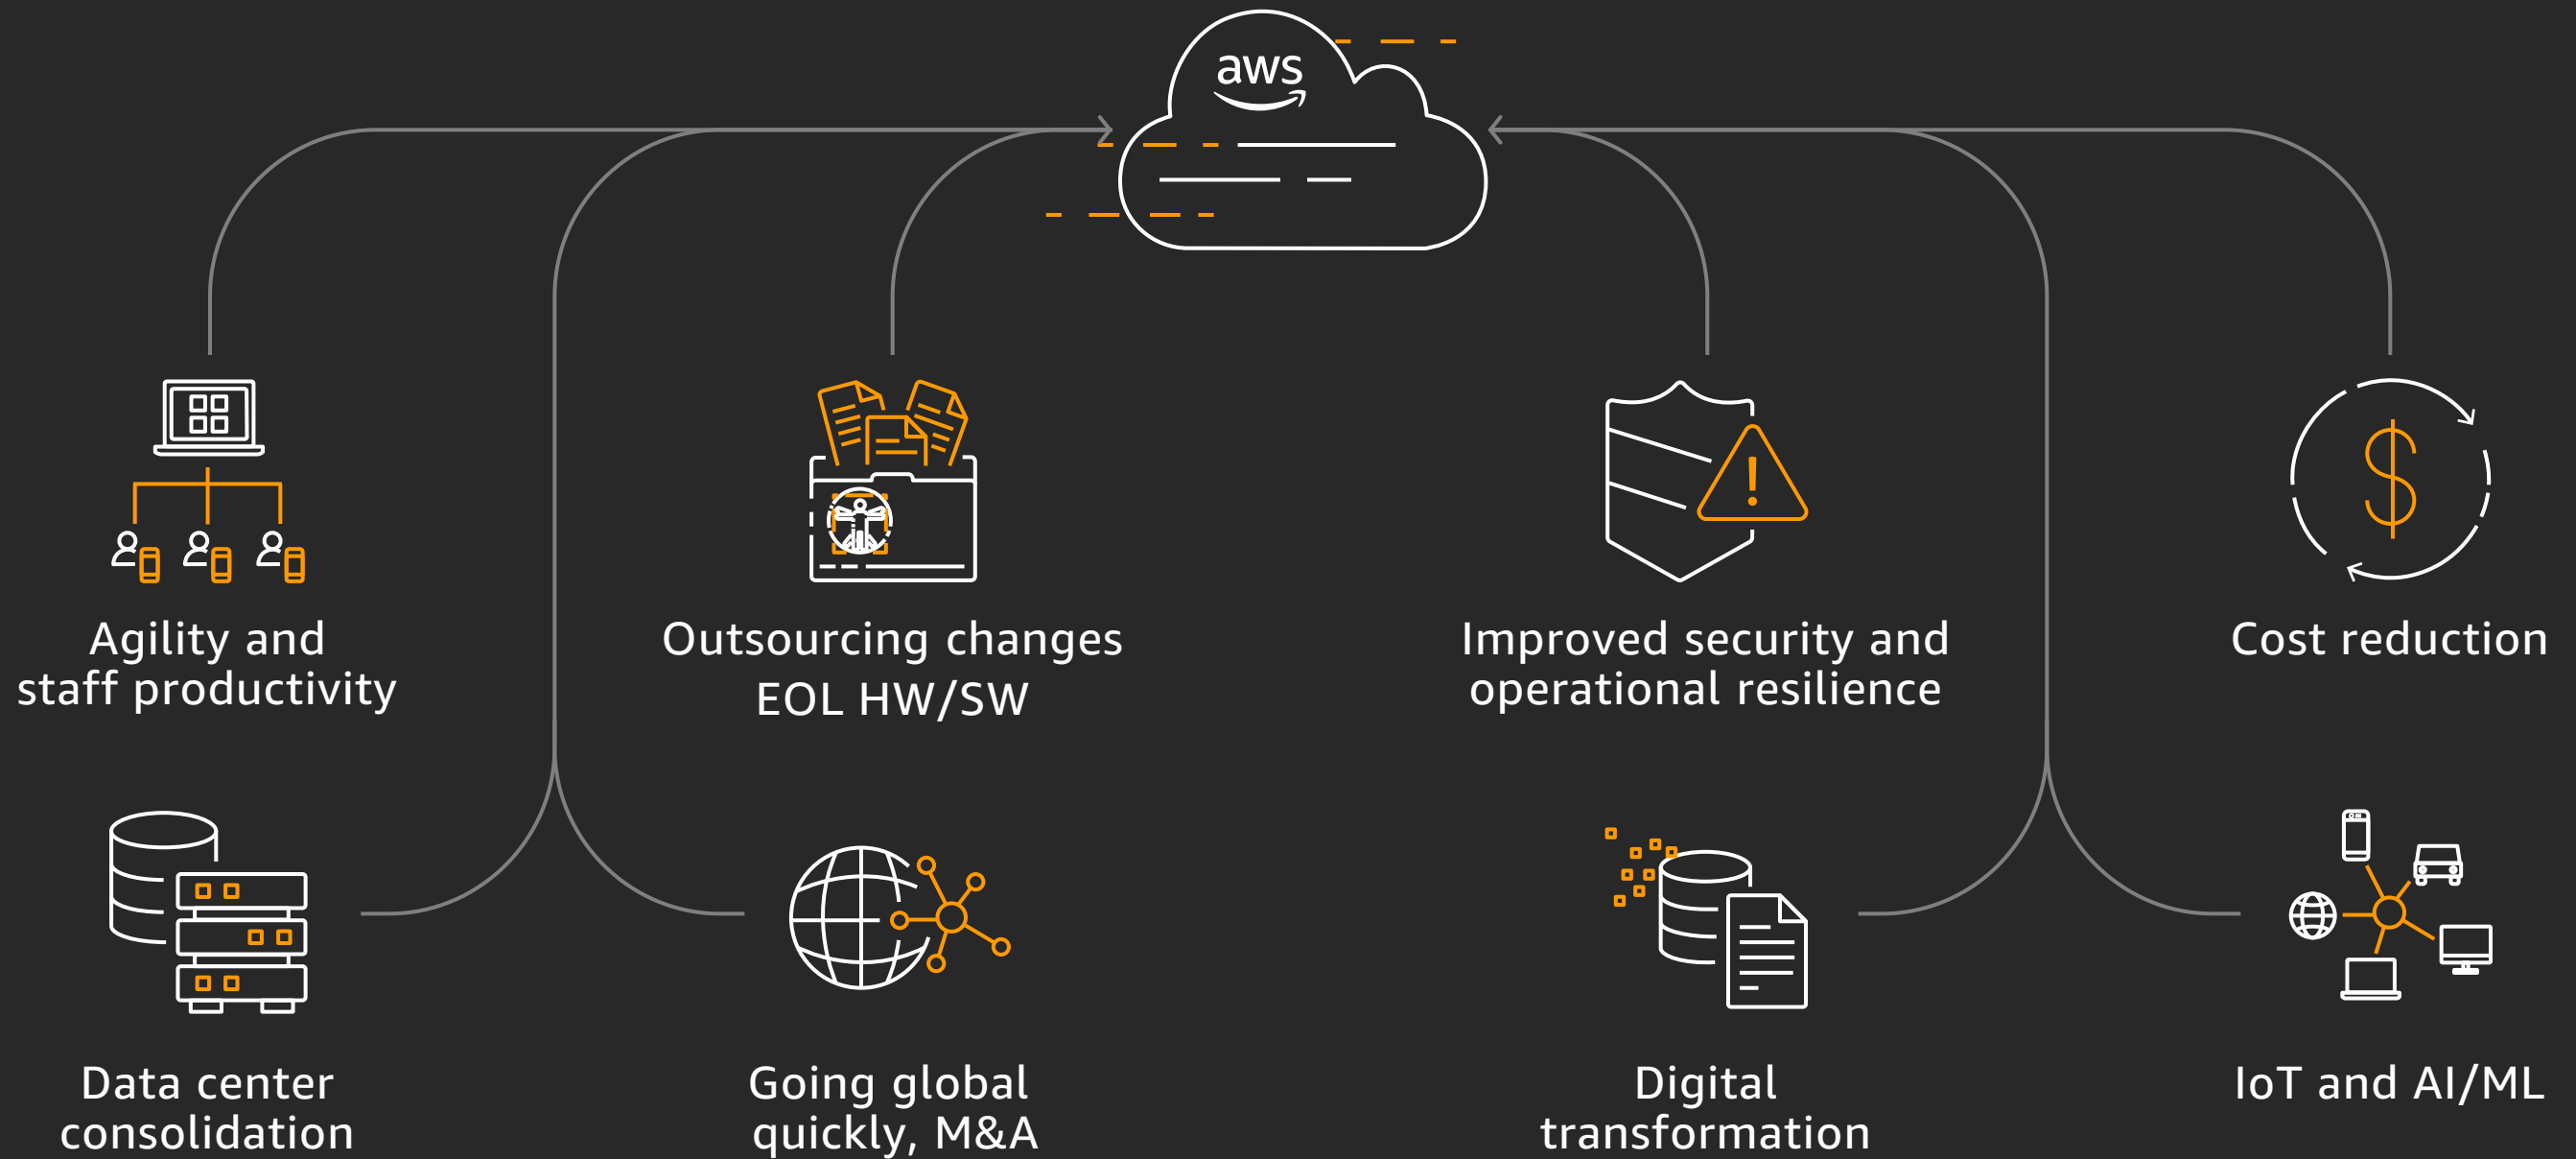 aws
Agility and
staff productivity
Outsourcing changes
EOL HW/SW
Improved security and
operational resilience
Cost reduction
Data center
consolidation
Going global
quickly, M&A
Digital
transformation
IoT and AI/ML